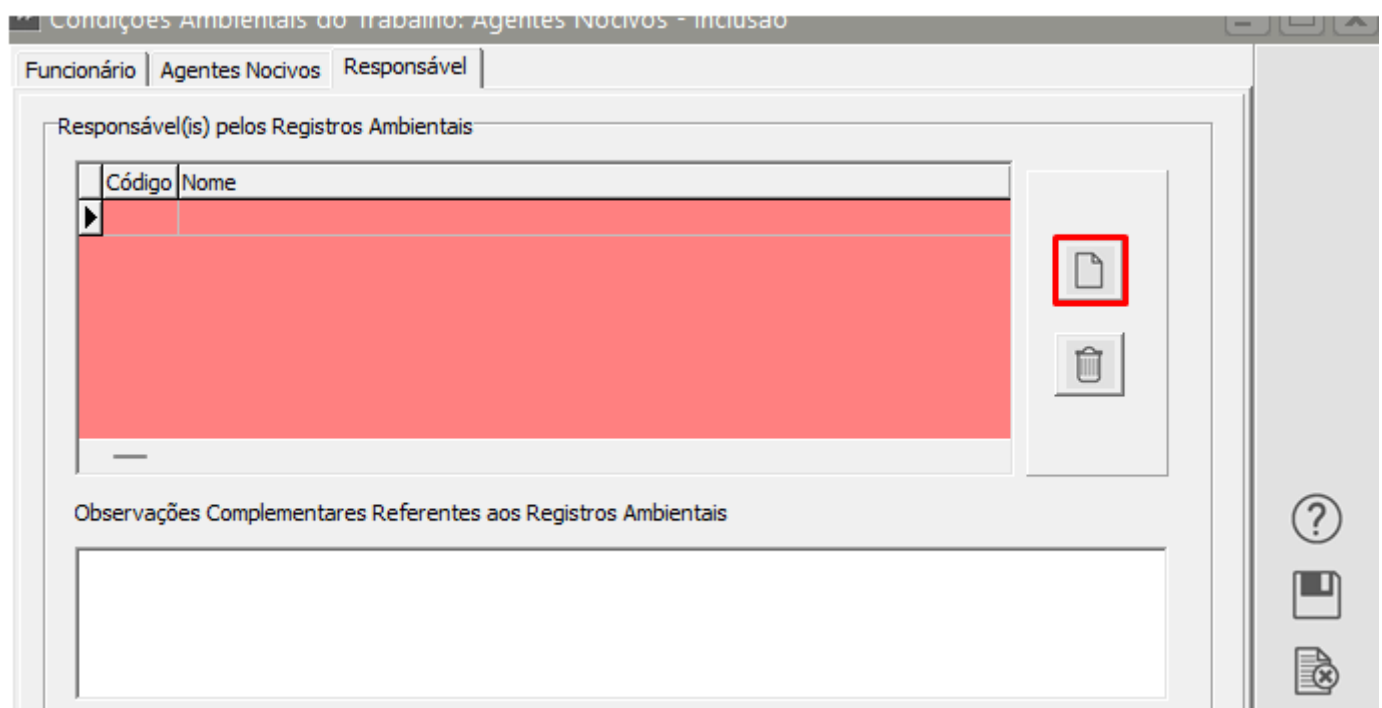 Condições Ambientais do Trabalho: Agentes Nocivos - Inclusão
Funcionário Agentes Nocivos Responsável
Responsável(is) pelos Registros Ambientais
Código Nome
Observações Complementares Referentes aos Registros Ambientais